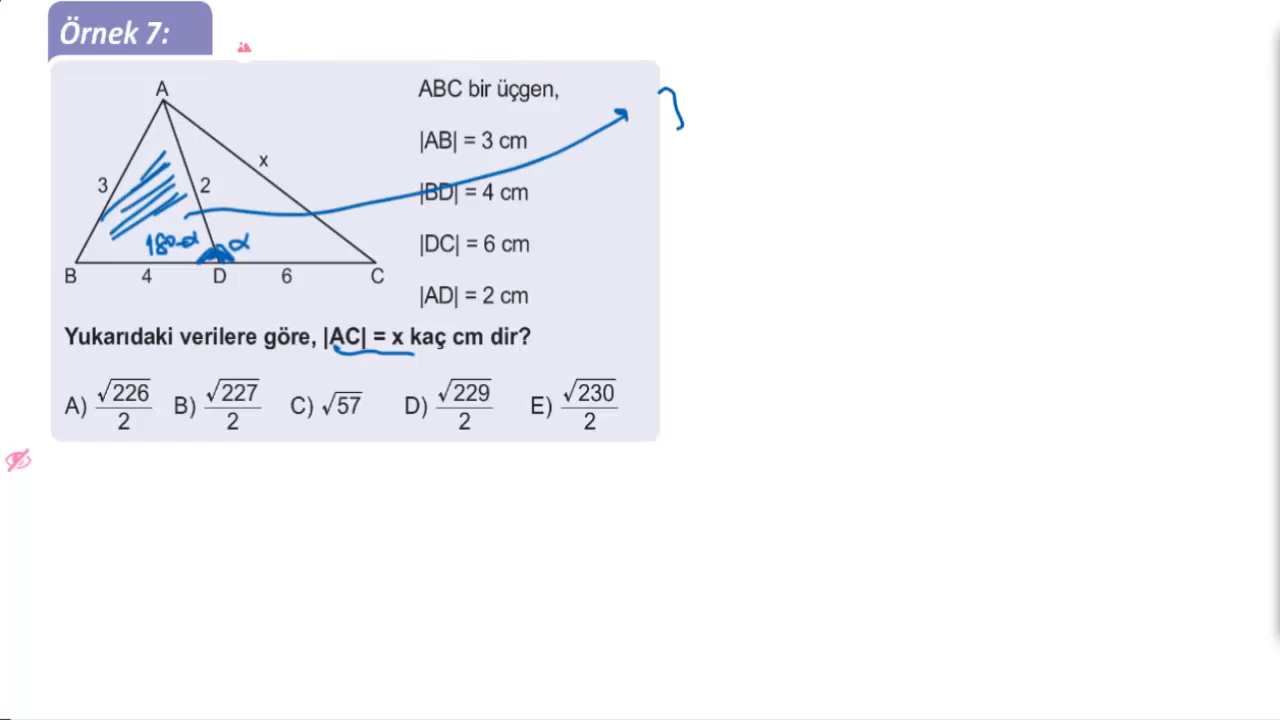 Örnek 7:
A
ABC bir üçgen,
|AB| = 3 cm
x
3
2
|BD| = 4 cm
180-α
α
|DC| = 6 cm
B
4
D
6
C
|AD| = 2 cm
Yukarıdaki verilere göre, |AC| = x kaç cm dir?
A) √226/2 B) √227/2 C) √57 D) √229/2 E) √230/2